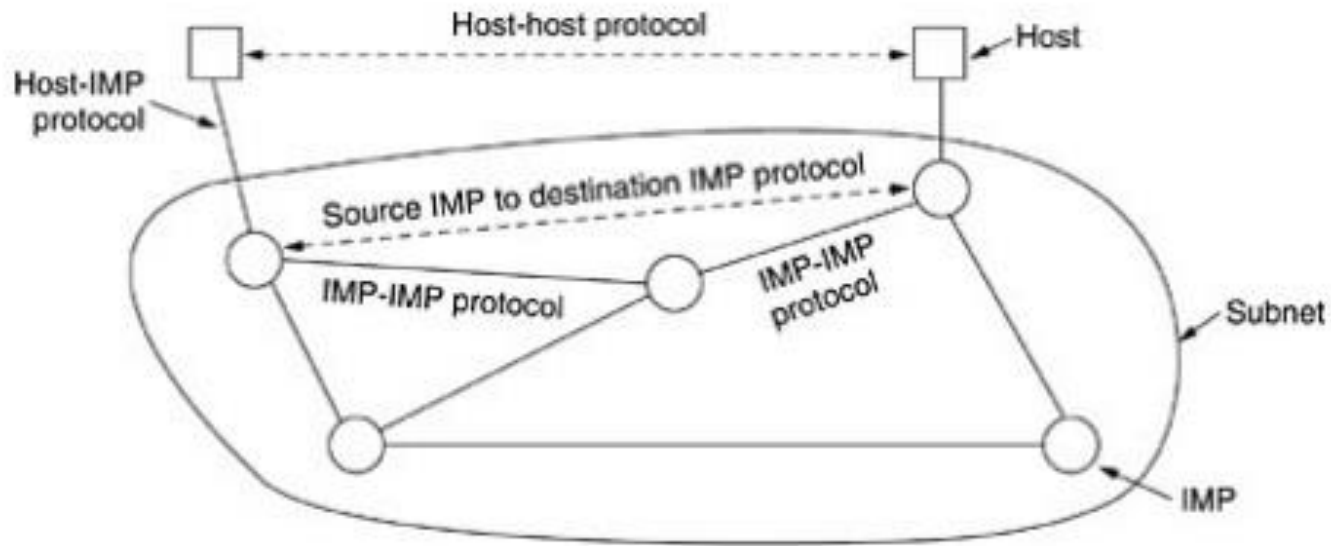 Host-host protocol
Host
Host-IMP
protocol
Source IMP to destination IMP protocol
IMP-IMP protocol
IMP-IMP
protocol
Subnet
IMP